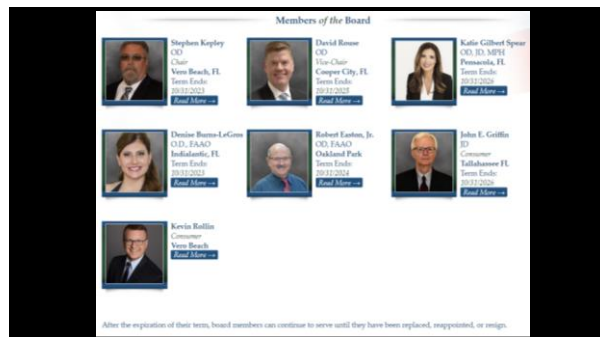 Members of the Board
Stephen Kepley
OD
Chair
Vero Beach, FL
Term Ends:
10/31/2023
Read More →
David Rouse
OD
Vice-Chair
Cooper City, FL
Term Ends:
10/31/2025
Read More →
Katie Gilbert Spear
OD, JD, MPH
Pensacola, FL
Term Ends:
10/31/2026
Read More →
Denise Burns-LeGros
O.D., FAAO
Indialantic, FL
Term Ends:
10/31/2023
Read More →
Robert Easton, Jr.
OD, FAAO
Oakland Park
Term Ends:
10/31/2024
Read More →
John E. Griffin
JD
Consumer
Tallahassee FL
Term Ends:
10/31/2026
Read More →
Kevin Rollin
Consumer
Vero Beach
Read More →
After the expiration of their term, board members can continue to serve until they have been replaced, reappointed, or resign.